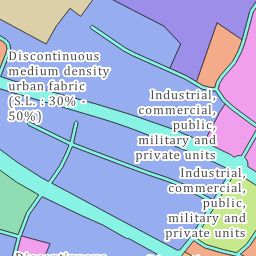 Discontinuous
medium density
urban fabric
(S.L. : 30% -
50%)
Industrial,
commercial,
public,
military and
private units
Industrial,
commercial,
public,
military and
private units